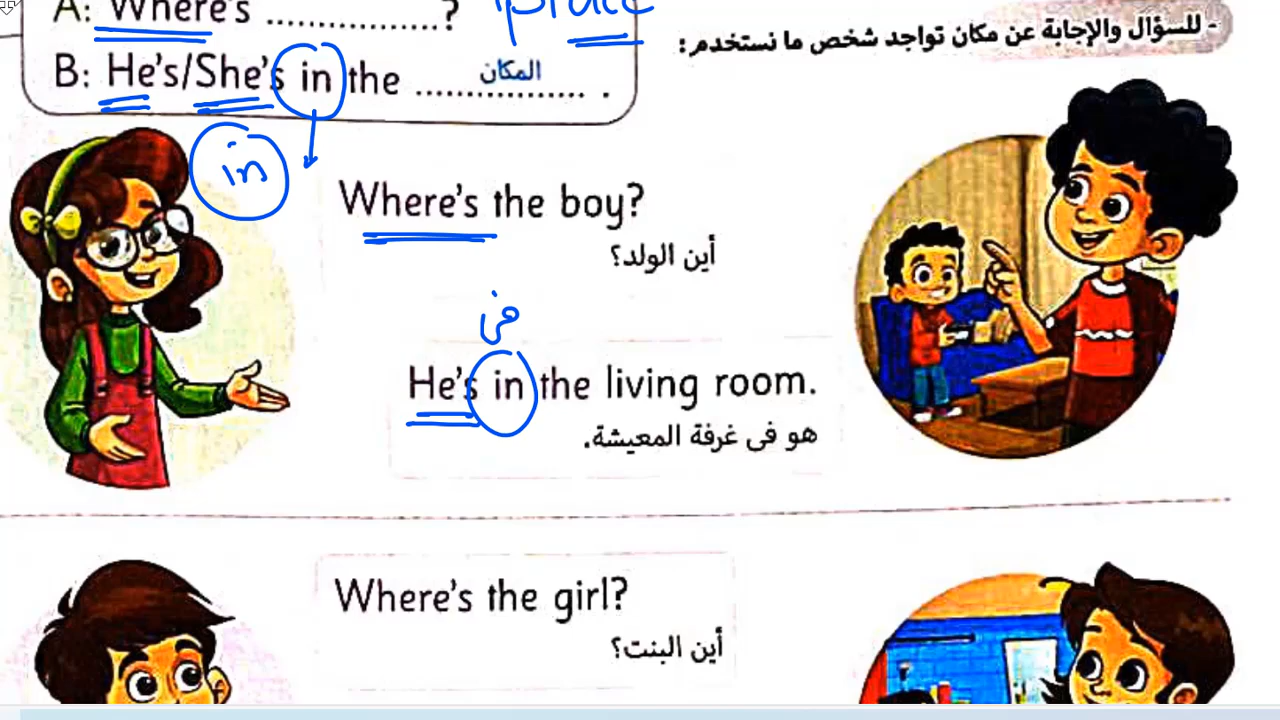 place
A: Where's ....................... ?
- للسؤال والإجابة عن مكان تواجد شخص ما نستخدم:
B: He's/She's in the ....المكان.... .
in
Where's the boy?
أين الولد؟
فى
He's in the living room.
هو فى غرفة المعيشة.
Where's the girl?
أين البنت؟